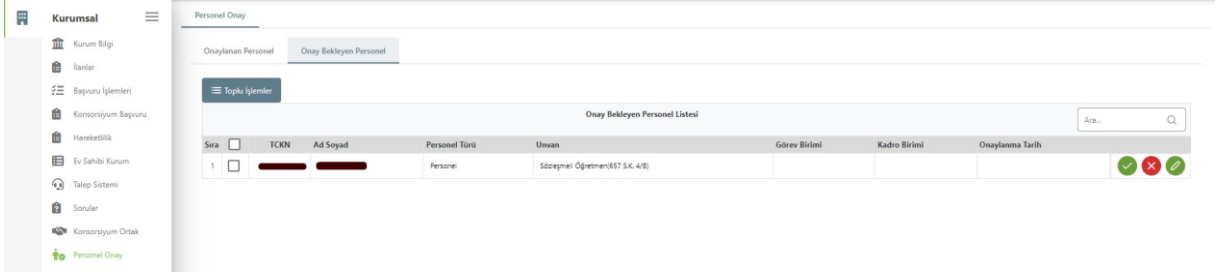 Kurumsal
Kurum Bilgi
İlanlar
Başvuru İşlemleri
Konsorsiyum Başvuru
Hareketlilik
Ev Sahibi Kurum
Talep Sistemi
Sorular
Konsorsiyum Ortak
Personel Onay
Personel Onay
Onaylanan Personel Onay Bekleyen Personel
Toplu İşlemler
Onay Bekleyen Personel Listesi
Ara...
Sıra TCKN Ad Soyad Personel Türü Unvan Görev Birimi Kadro Birimi Onaylanma Tarih
1 Personel Sözleşmeli Öğretmen(657 S.K. 4/B)